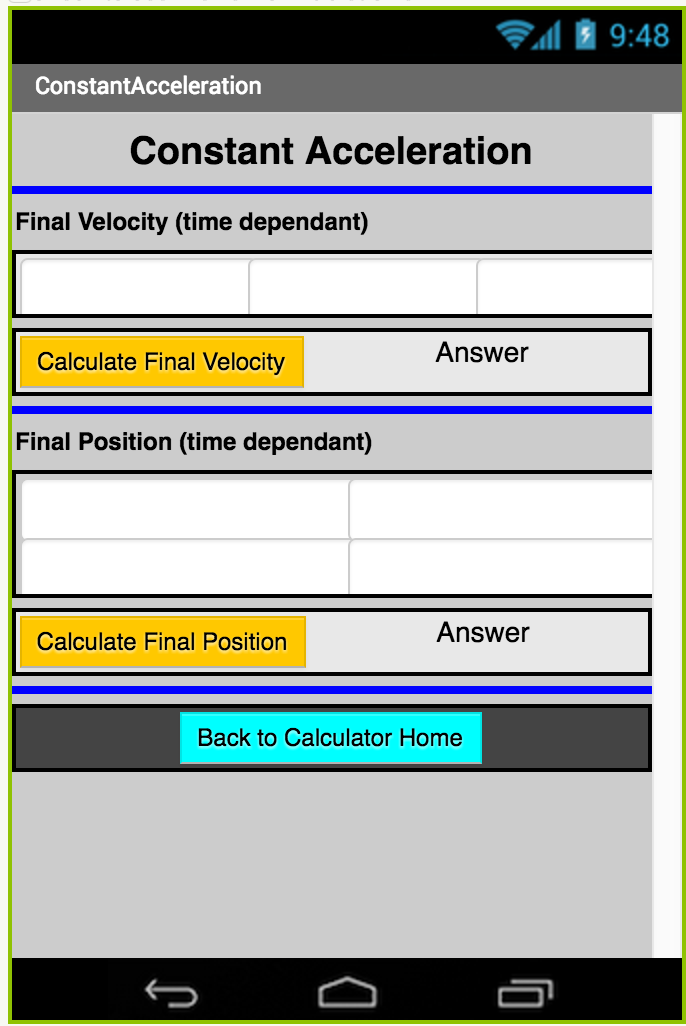 9:48
ConstantAcceleration
Constant Acceleration
Final Velocity (time dependant)
Calculate Final Velocity
Answer
Final Position (time dependant)
Calculate Final Position
Answer
Back to Calculator Home